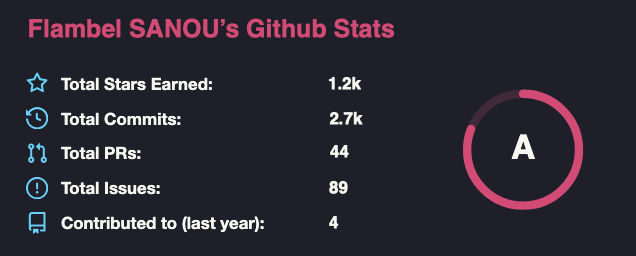 Flambel SANOU's Github Stats
Total Stars Earned: 1.2k
Total Commits: 2.7k
Total PRs: 44
Total Issues: 89
Contributed to (last year): 4
A